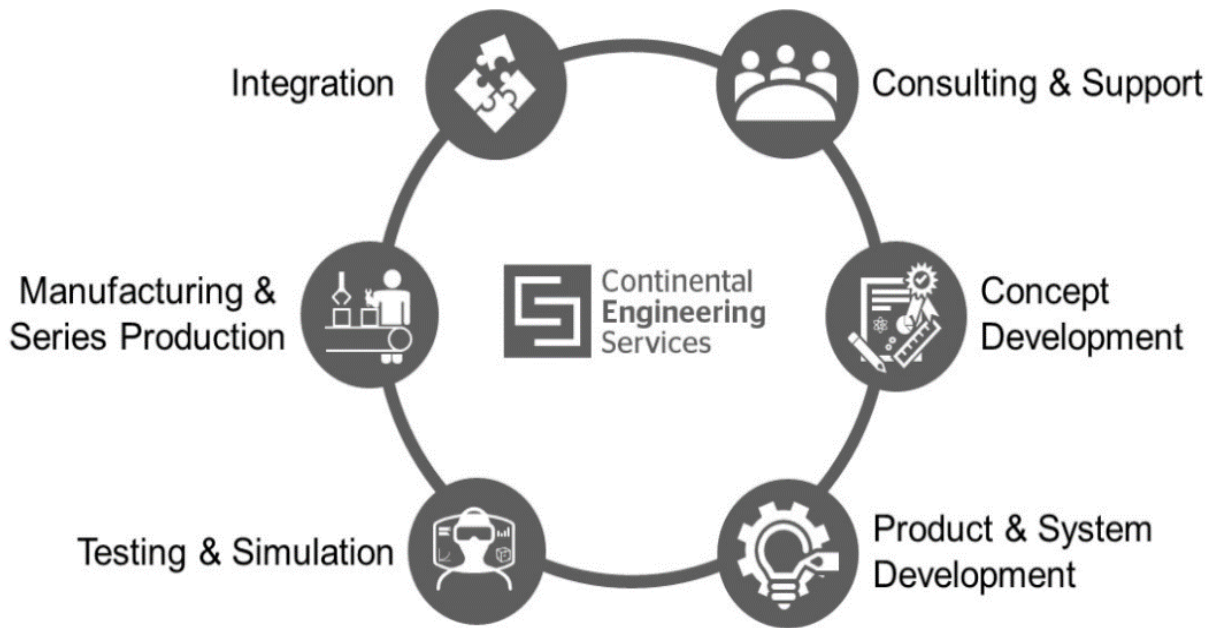 Integration
Consulting & Support
Manufacturing &
Series Production
Continental
Engineering
Services
Concept
Development
Testing & Simulation
Product & System
Development